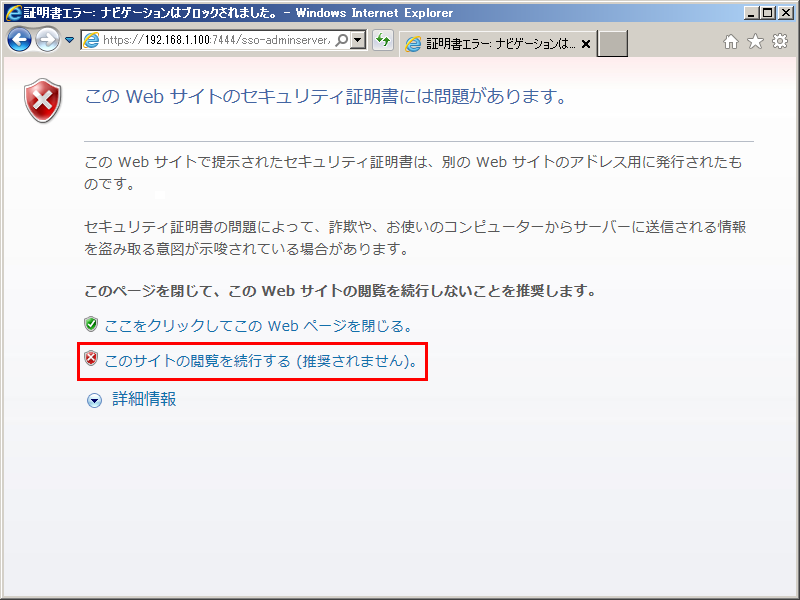 証明書エラー: ナビゲーションはブロックされました。 - Windows Internet Explorer
https://192.168.1.100:7444/sso-adminserver,
証明書エラー: ナビゲーションは...
この Web サイトのセキュリティ証明書には問題があります。
この Web サイトで提示されたセキュリティ証明書は、別の Web サイトのアドレス用に発行されたも
のです。
セキュリティ証明書の問題によって、詐欺や、お使いのコンピューターからサーバーに送信される情報
を盗み取る意図が示唆されている場合があります。
このページを閉じて、この Web サイトの閲覧を続行しないことを推奨します。
ここをクリックしてこの Web ページを閉じる。
このサイトの閲覧を続行する (推奨されません)。
詳細情報